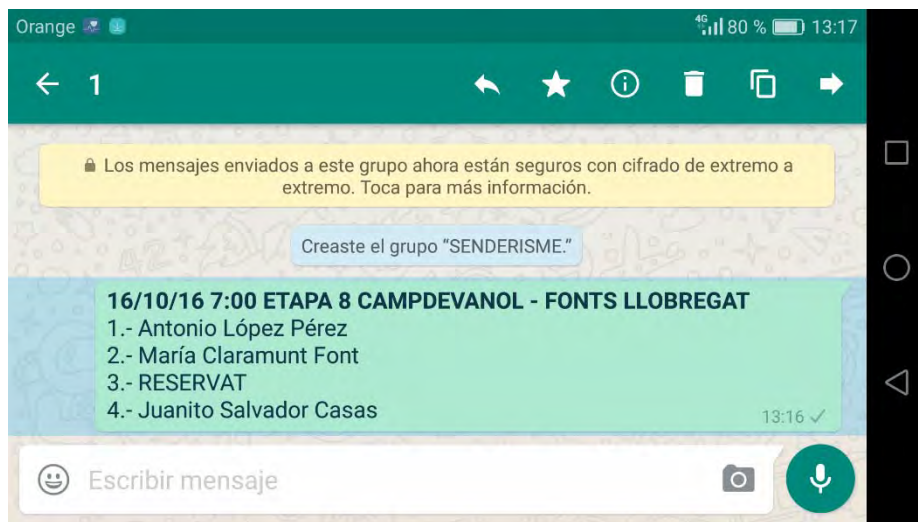 Orange 4G 80 % 13:17
1
Los mensajes enviados a este grupo ahora están seguros con cifrado de extremo a
extremo. Toca para más información.
Creaste el grupo “SENDERISME.”
16/10/16 7:00 ETAPA 8 CAMPDEVANOL - FONTS LLOBREGAT
1.- Antonio López Pérez
2.- María Claramunt Font
3.- RESERVAT
4.- Juanito Salvador Casas
13:16
Escribir mensaje